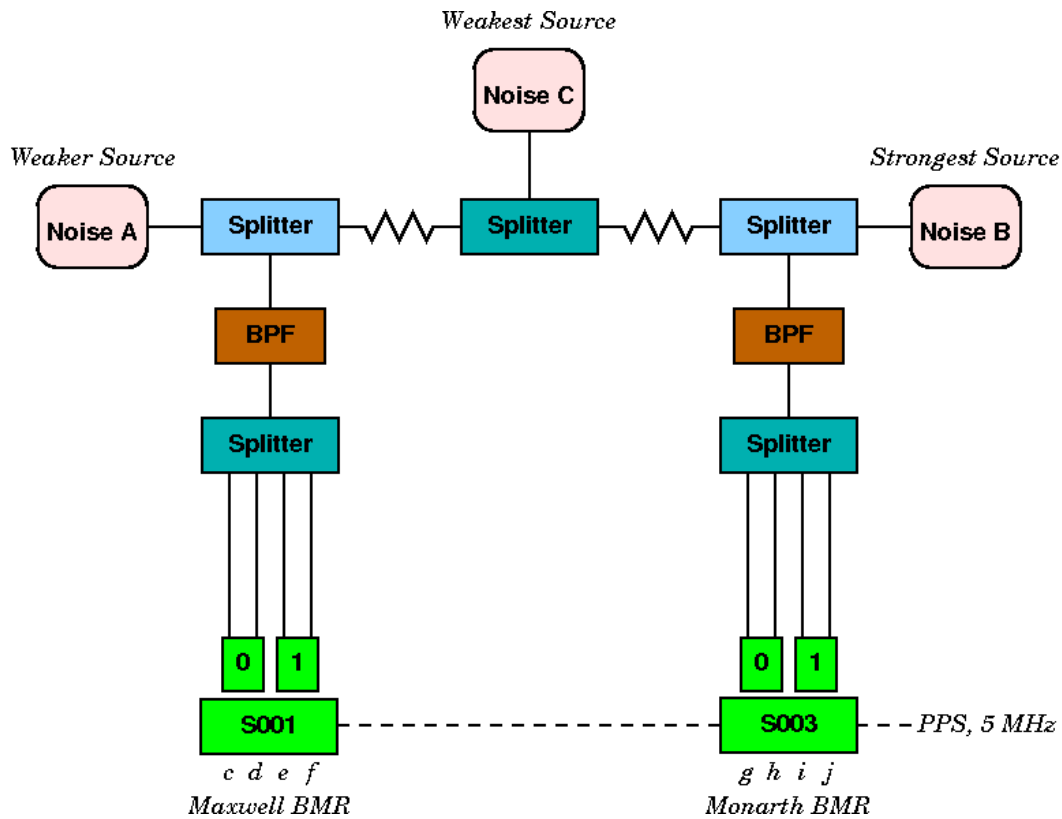 Weakest Source
Noise C
Weaker Source
Strongest Source
Noise A
Splitter
Splitter
Splitter
Noise B
BPF
BPF
Splitter
Splitter
0 1
0 1
S001
S003
PPS, 5 MHz
c d e f
g h i j
Maxwell BMR
Monarth BMR